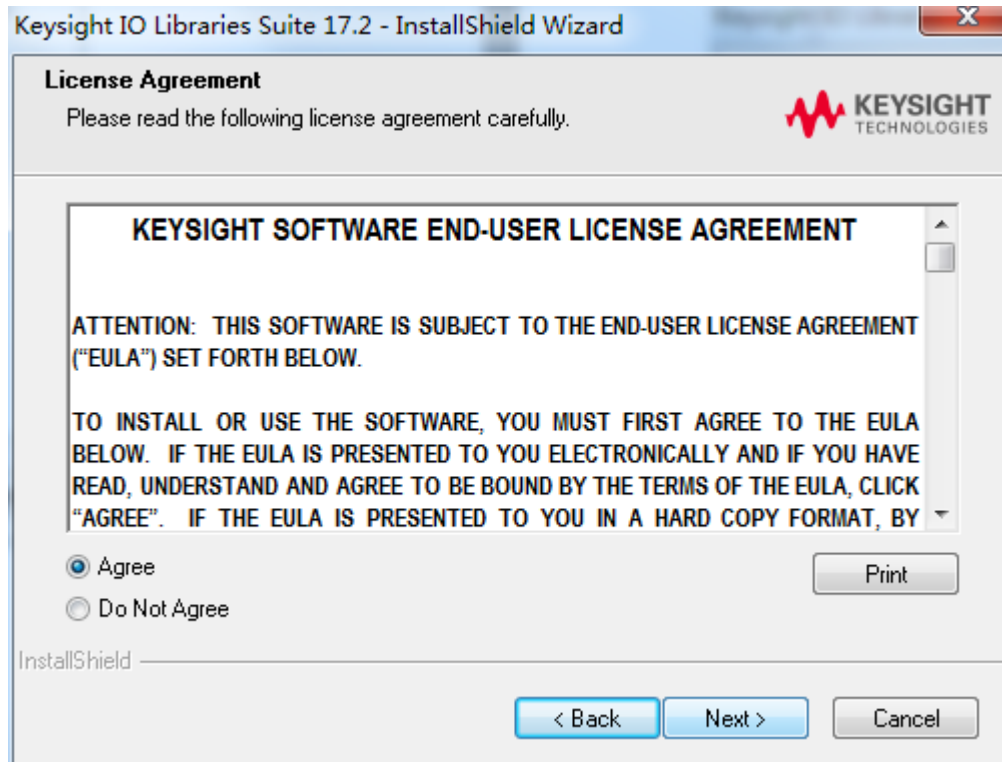 Keysight IO Libraries Suite 17.2 - InstallShield Wizard
License Agreement
Please read the following license agreement carefully.
KEYSIGHT
TECHNOLOGIES
KEYSIGHT SOFTWARE END-USER LICENSE AGREEMENT
ATTENTION: THIS SOFTWARE IS SUBJECT TO THE END-USER LICENSE AGREEMENT
(“EULA”) SET FORTH BELOW.
TO INSTALL OR USE THE SOFTWARE, YOU MUST FIRST AGREE TO THE EULA
BELOW. IF THE EULA IS PRESENTED TO YOU ELECTRONICALLY AND IF YOU HAVE
READ, UNDERSTAND AND AGREE TO BE BOUND BY THE TERMS OF THE EULA, CLICK
“AGREE”. IF THE EULA IS PRESENTED TO YOU IN A HARD COPY FORMAT, BY
Agree
Print
Do Not Agree
InstallShield
< Back
Next >
Cancel